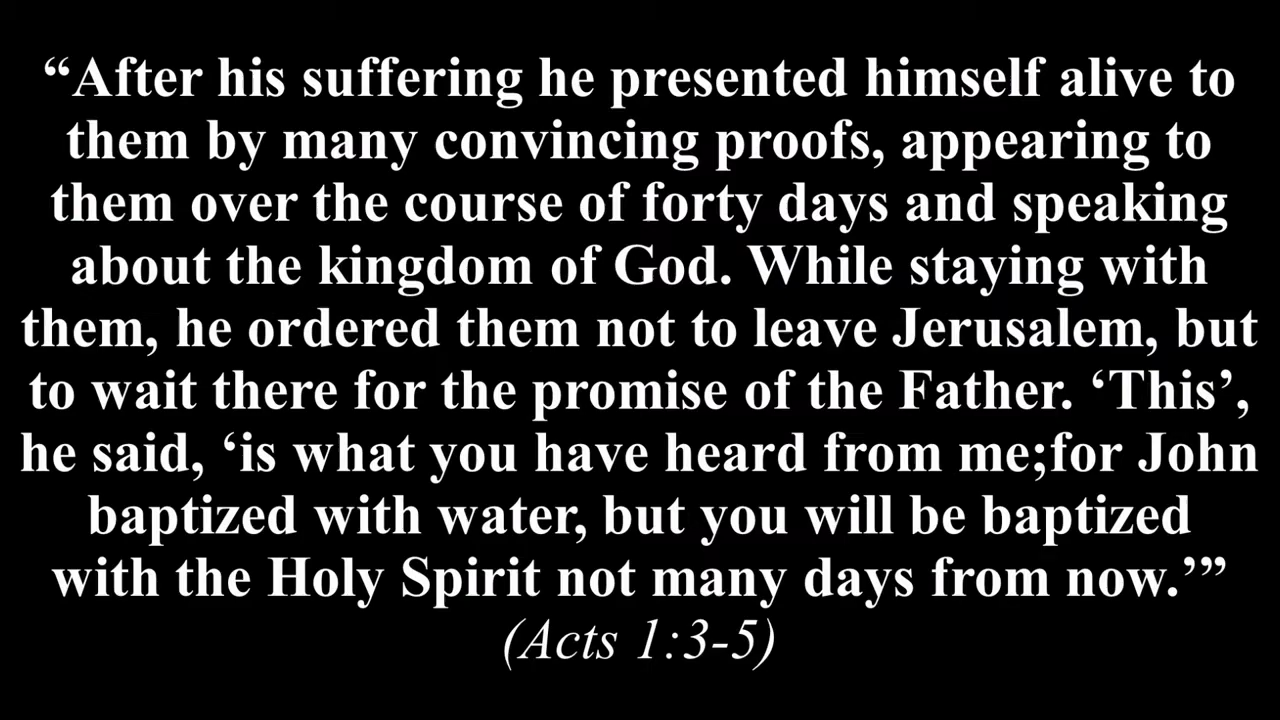 “After his suffering he presented himself alive to
them by many convincing proofs, appearing to
them over the course of forty days and speaking
about the kingdom of God. While staying with
them, he ordered them not to leave Jerusalem, but
to wait there for the promise of the Father. ‘This’,
he said, ‘is what you have heard from me;for John
baptized with water, but you will be baptized
with the Holy Spirit not many days from now.’”
(Acts 1:3-5)